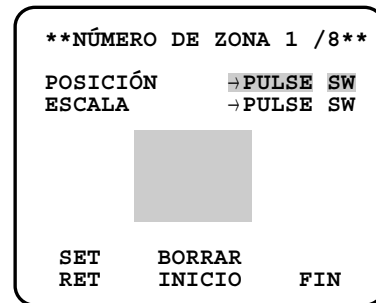 **NÚMERO DE ZONA 1 /8**
POSICIÓN →PULSE SW
ESCALA →PULSE SW
SET BORRAR
RET INICIO FIN